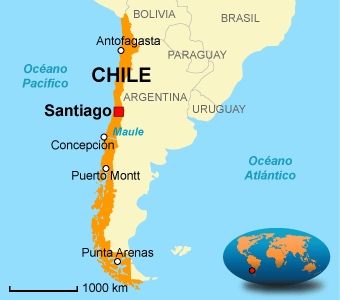 BOLIVIA
BRASIL
Antofagasta
PARAGUAY
Océano
Pacífico
CHILE
ARGENTINA
Santiago
URUGUAY
Maule
Concepción
Océano
Atlántico
Puerto Montt
Punta Arenas
1000 km